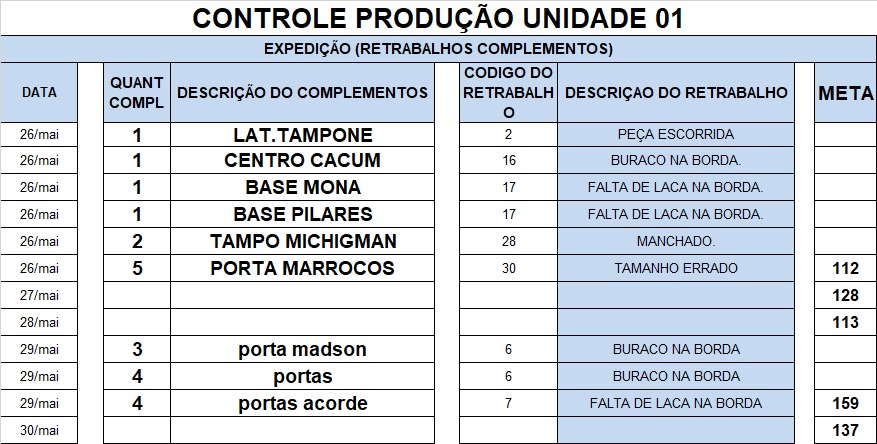 CONTROLE PRODUÇÃO UNIDADE 01
EXPEDIÇÃO (RETRABALHOS COMPLEMENTOS)
DATA QUANT COMPL DESCRIÇÃO DO COMPLEMENTOS CODIGO DO RETRABALHO DESCRIÇAO DO RETRABALHO META
26/mai 1 LAT.TAMPONE 2 PEÇA ESCORRIDA
26/mai 1 CENTRO CACUM 16 BURACO NA BORDA.
26/mai 1 BASE MONA 17 FALTA DE LACA NA BORDA.
26/mai 1 BASE PILARES 17 FALTA DE LACA NA BORDA.
26/mai 2 TAMPO MICHIGMAN 28 MANCHADO.
26/mai 5 PORTA MARROCOS 30 TAMANHO ERRADO 112
27/mai 128
28/mai 113
29/mai 3 porta madson 6 BURACO NA BORDA
29/mai 4 portas 6 BURACO NA BORDA
29/mai 4 portas acorde 7 FALTA DE LACA NA BORDA 159
30/mai 137